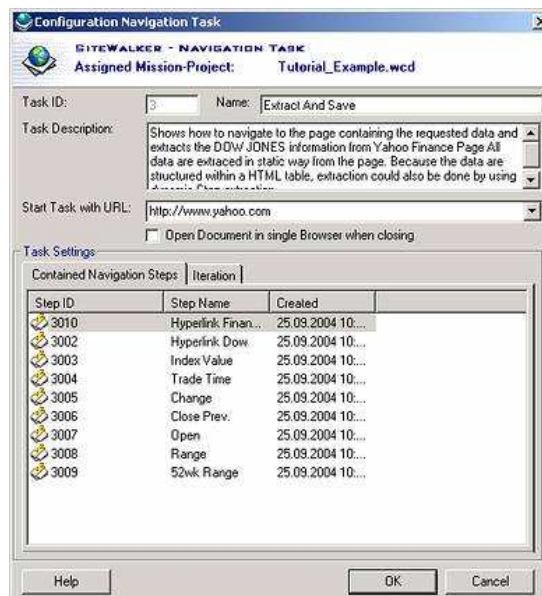 Configuration Navigation Task
SITEWALKER - NAVIGATION TASK
Assigned Mission-Project: Tutorial_Example.wcd
Task ID: 3 Name: Extract And Save
Task Description: Shows how to navigate to the page containing the requested data and
extracts the DOW JONES information from Yahoo Finance Page All
data are extraced in static way from the page. Because the data are
structured within a HTML table, extraction could also be done by using
Start Task with URL: http://www.yahoo.com
Open Document in single Browser when closing
Task Settings
Contained Navigation Steps Iteration
Step ID Step Name Created
3010 Hyperlink Finan... 25.09.2004 10:...
3002 Hyperlink Dow 25.09.2004 10:...
3003 Index Value 25.09.2004 10:...
3004 Trade Time 25.09.2004 10:...
3005 Change 25.09.2004 10:...
3006 Close Prev. 25.09.2004 10:...
3007 Open 25.09.2004 10:...
3008 Range 25.09.2004 10:...
3009 52wk Range 25.09.2004 10:...
Help OK Cancel